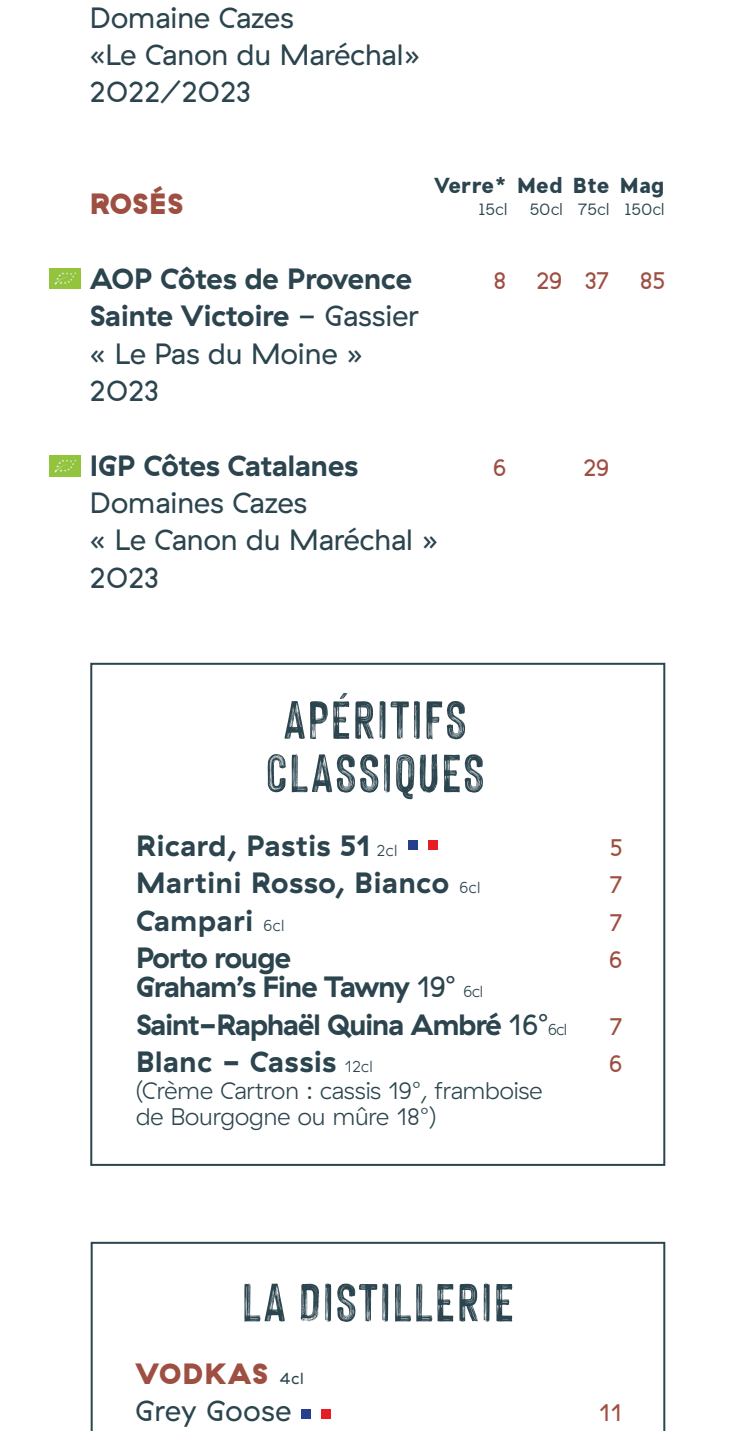 Domaine Cazes
«Le Canon du Maréchal»
2022/2023
ROSÉS
Verre* Med Bte Mag
15cl 50cl 75cl 150cl
AOP Côtes de Provence 8 29 37 85
Sainte Victoire – Gassier
« Le Pas du Moine »
2023
IGP Côtes Catalanes 6 29
Domaines Cazes
« Le Canon du Maréchal »
2023
APÉRITIFS
CLASSIQUES
Ricard, Pastis 51 2cl 5
Martini Rosso, Bianco 6cl 7
Campari 6cl 7
Porto rouge 6
Graham's Fine Tawny 19° 6cl
Saint-Raphaël Quina Ambré 16°6cl 7
Blanc – Cassis 12cl 6
(Crème Cartron : cassis 19°, framboise
de Bourgogne ou mûre 18°)
LA DISTILLERIE
VODKAS 4cl
Grey Goose 11